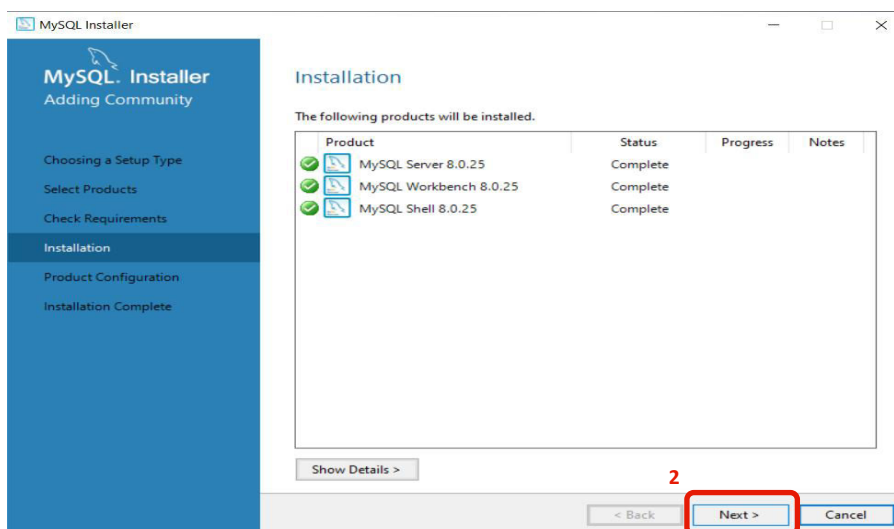 MySQL Installer
MySQL. Installer
Adding Community
Choosing a Setup Type
Select Products
Check Requirements
Installation
Product Configuration
Installation Complete
Installation
The following products will be installed.
Product Status Progress Notes
MySQL Server 8.0.25 Complete
MySQL Workbench 8.0.25 Complete
MySQL Shell 8.0.25 Complete
Show Details >
2
< Back Next > Cancel